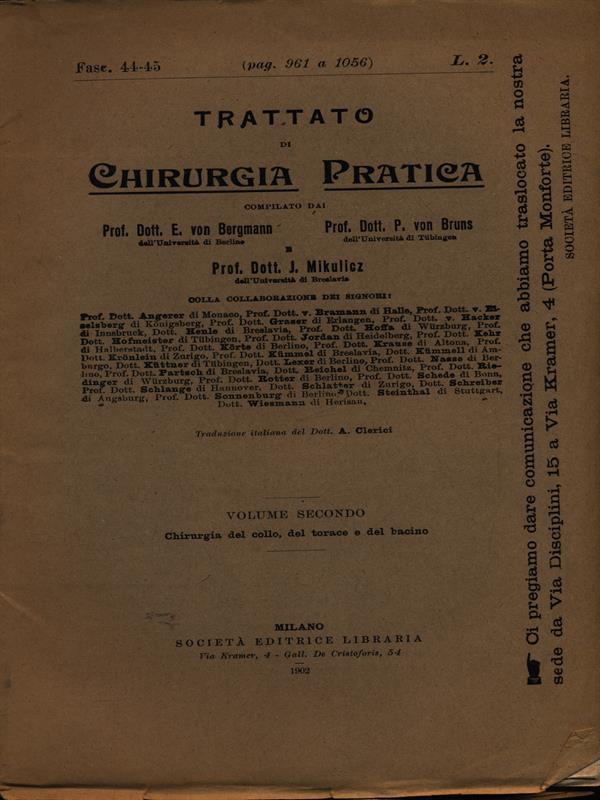 Fasc. 44-45 (pag. 961 a 1056) L. 2.
TRATTATO
DI
CHIRURGIA PRATICA
COMPILATO DAI
Prof. Dott. E. von Bergmann Prof. Dott. P. von Bruns
dell'Università di Berlino dell'Università di Tübingen
E
Prof. Dott. J. Mikulicz
dell'Università di Breslavia
COLLA COLLABORAZIONE DEI SIGNORI:
Prof. Dott. Angerer di Monaco, Prof. Dott. v. Bramann di Halle, Prof. Dott. v. Ei-
selsberg di Königsberg, Prof. Dott. Graser di Erlangen, Prof. Dott. v. Hacker
di Innsbruck, Dott. Henle di Breslavia, Prof. Dott. Hoffa di Würzburg, Prof.
Dott. Hofmeister di Tübingen, Prof. Dott. Jordan di Heidelberg, Prof. Dott. Kehr
di Halberstadt, Prof. Dott. Körte di Berlino, Prof. Dott. Krause di Altona, Prof.
Dott. Krönlein di Zurigo, Prof. Dott. Kümmel di Breslavia, Dott. Kümmell di Am-
burgo, Dott. Küttner di Tübingen, Dott. Lexer di Berlino, Prof. Dott. Nasse di Ber-
lino, Prof. Dott. Partsch di Breslavia, Dott. Reichel di Chemnitz, Prof. Dott. Rie-
dinger di Würzburg, Prof. Dott. Rotter di Berlino, Prof. Dott. Schede di Bonn,
Prof. Dott. Schlange di Hannover, Dott. Schlatter di Zurigo, Dott. Schreiber
di Augsburg, Prof. Dott. Sonnenburg di Berlino, Dott. Steinthal di Stuttgart,
Dott. Wiesmann di Herisau.
Traduzione italiana del Dott. A. Clerici
VOLUME SECONDO
Chirurgia del collo, del torace e del bacino
MILANO
SOCIETÀ EDITRICE LIBRARIA
Via Kramer, 4 - Gall. De Cristoforis, 54
1902
Ci pregiamo dare comunicazione che abbiamo traslocato la nostra
sede da Via Disciplini, 15 a Via Kramer, 4 (Porta Monforte).
SOCIETÀ EDITRICE LIBRARIA.